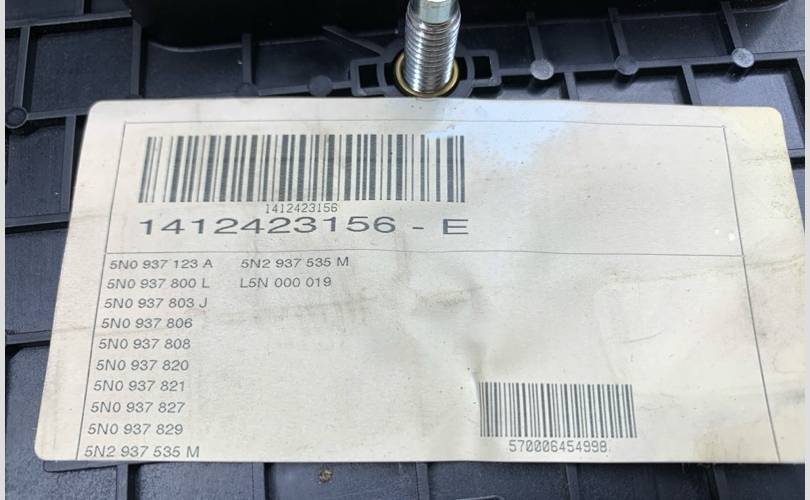 1412423156
1412423156 - E
5N0 937 123 A
5N0 937 800 L
5N0 937 803 J
5N0 937 806
5N0 937 808
5N0 937 820
5N0 937 821
5N0 937 827
5N0 937 829
5N2 937 535 M
5N2 937 535 M
L5N 000 019
570006454998